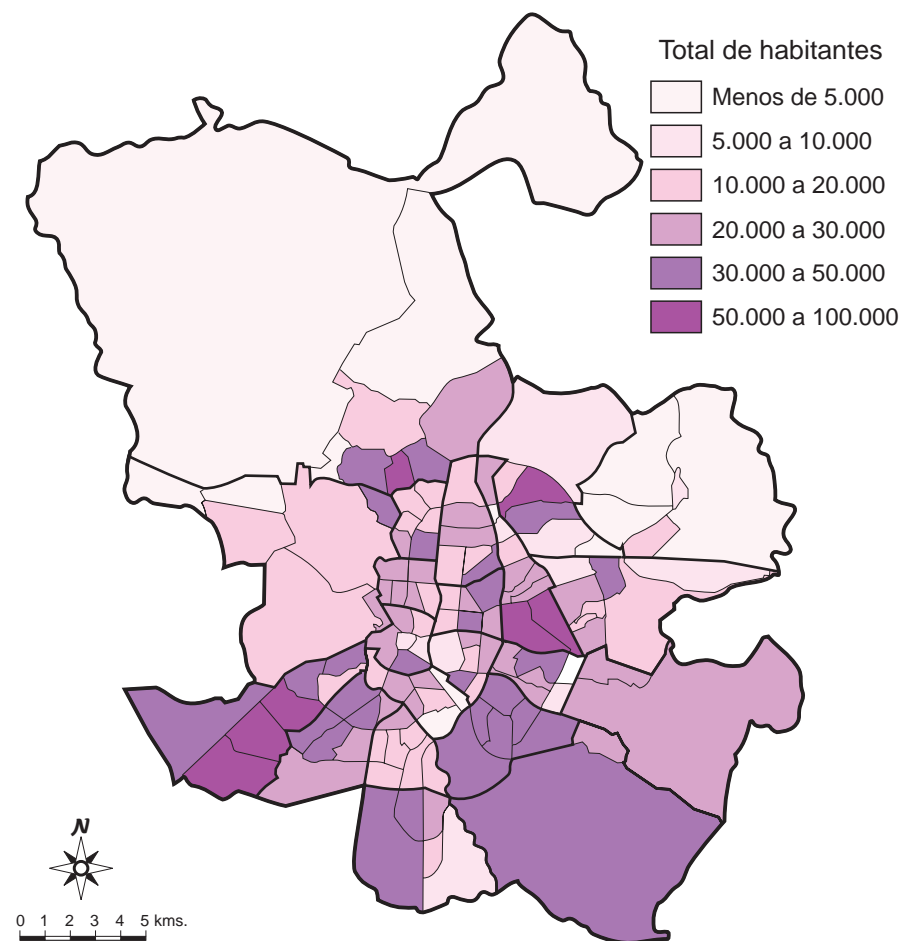 Total de habitantes
Menos de 5.000
5.000 a 10.000
10.000 a 20.000
20.000 a 30.000
30.000 a 50.000
50.000 a 100.000
N
0 1 2 3 4 5 kms.